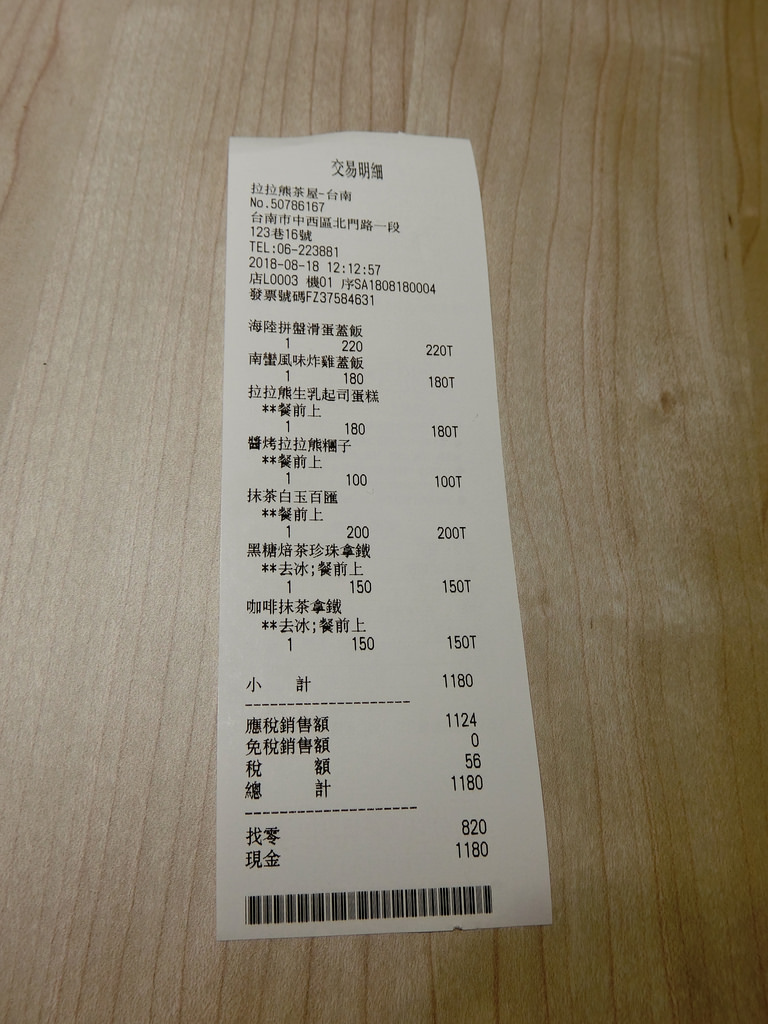 交易明細
拉拉熊茶屋-台南
No.50786167
台南市中西區北門路一段
123巷16號
TEL:06-223881
2018-08-18 12:12:57
店L0003 機01 序SA1808180004
發票號碼FZ37584631
海陸拼盤滑蛋蓋飯
1 220 220T
南蠻風味炸雞蓋飯
1 180 180T
拉拉熊生乳起司蛋糕
**餐前上
1 180 180T
醬烤拉拉熊糰子
**餐前上
1 100 100T
抹茶白玉百匯
**餐前上
1 200 200T
黑糖焙茶珍珠拿鐵
**去冰;餐前上
1 150 150T
咖啡抹茶拿鐵
**去冰;餐前上
1 150 150T
小 計 1180
--------------------
應稅銷售額 1124
免稅銷售額 0
稅 額 56
總 計 1180
--------------------
找零 820
現金 1180